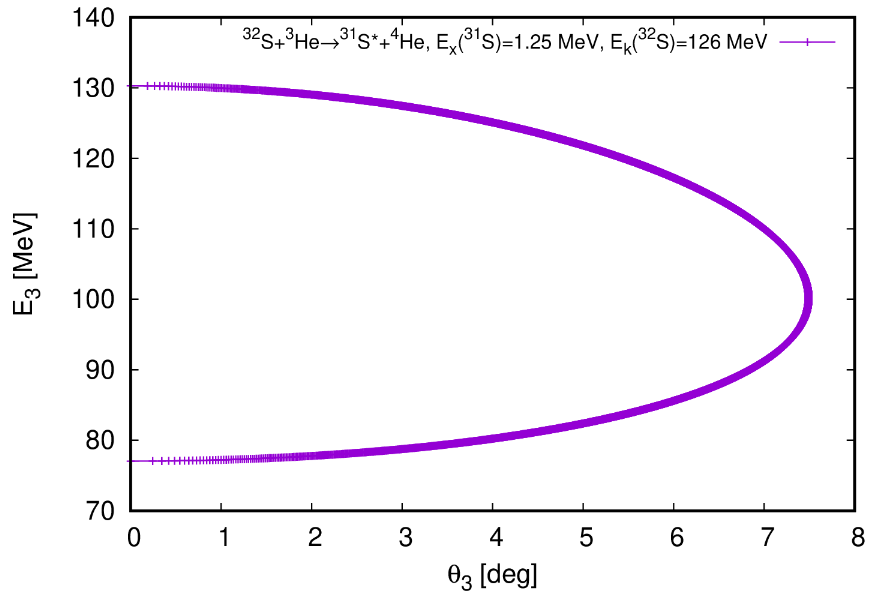 ³²S+³He→³¹S*+⁴He, Eₓ(³¹S)=1.25 MeV, Eₖ(³²S)=126 MeV
140
130
120
110
100
90
80
70
E₃ [MeV]
0 1 2 3 4 5 6 7 8
θ₃ [deg]